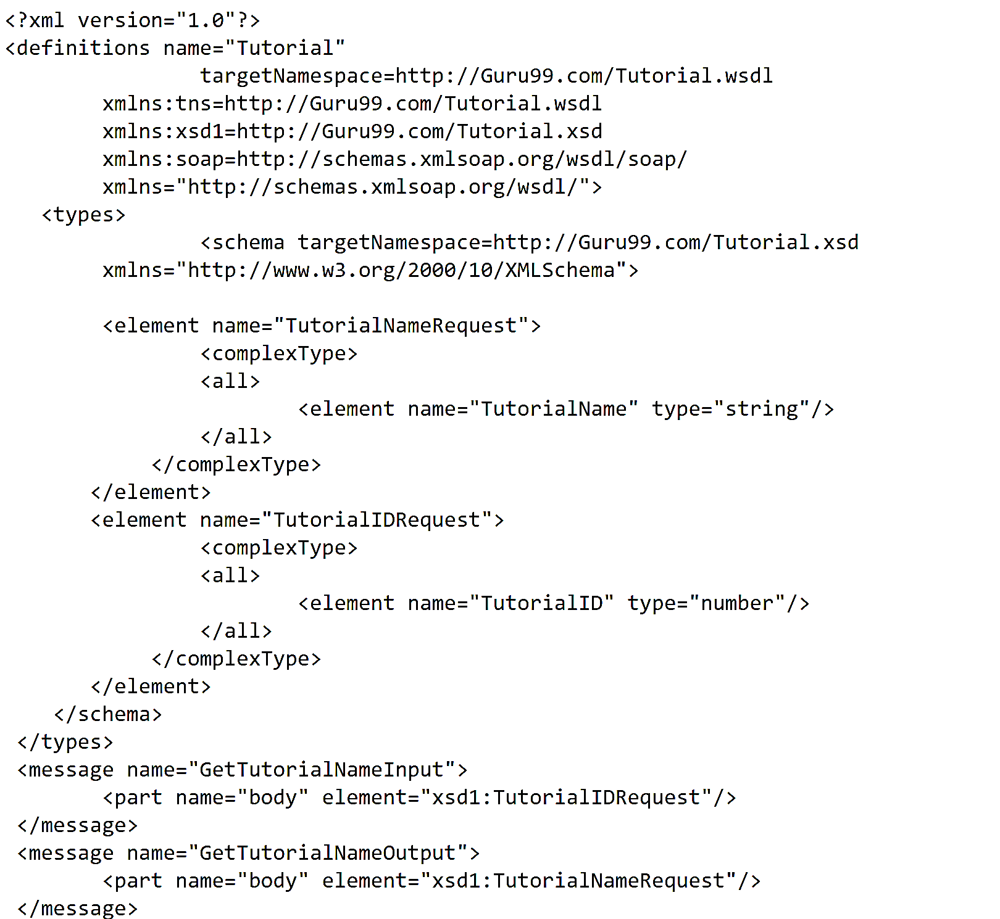 <?xml version="1.0"?>
<definitions name="Tutorial"
                targetNamespace=http://Guru99.com/Tutorial.wsdl
        xmlns:tns=http://Guru99.com/Tutorial.wsdl
        xmlns:xsd1=http://Guru99.com/Tutorial.xsd
        xmlns:soap=http://schemas.xmlsoap.org/wsdl/soap/
        xmlns="http://schemas.xmlsoap.org/wsdl/">
   <types>
                <schema targetNamespace=http://Guru99.com/Tutorial.xsd
        xmlns="http://www.w3.org/2000/10/XMLSchema">

        <element name="TutorialNameRequest">
                <complexType>
                <all>
                        <element name="TutorialName" type="string"/>
                </all>
            </complexType>
       </element>
       <element name="TutorialIDRequest">
                <complexType>
                <all>
                        <element name="TutorialID" type="number"/>
                </all>
            </complexType>
       </element>
    </schema>
 </types>
 <message name="GetTutorialNameInput">
        <part name="body" element="xsd1:TutorialIDRequest"/>
 </message>
 <message name="GetTutorialNameOutput">
        <part name="body" element="xsd1:TutorialNameRequest"/>
 </message>